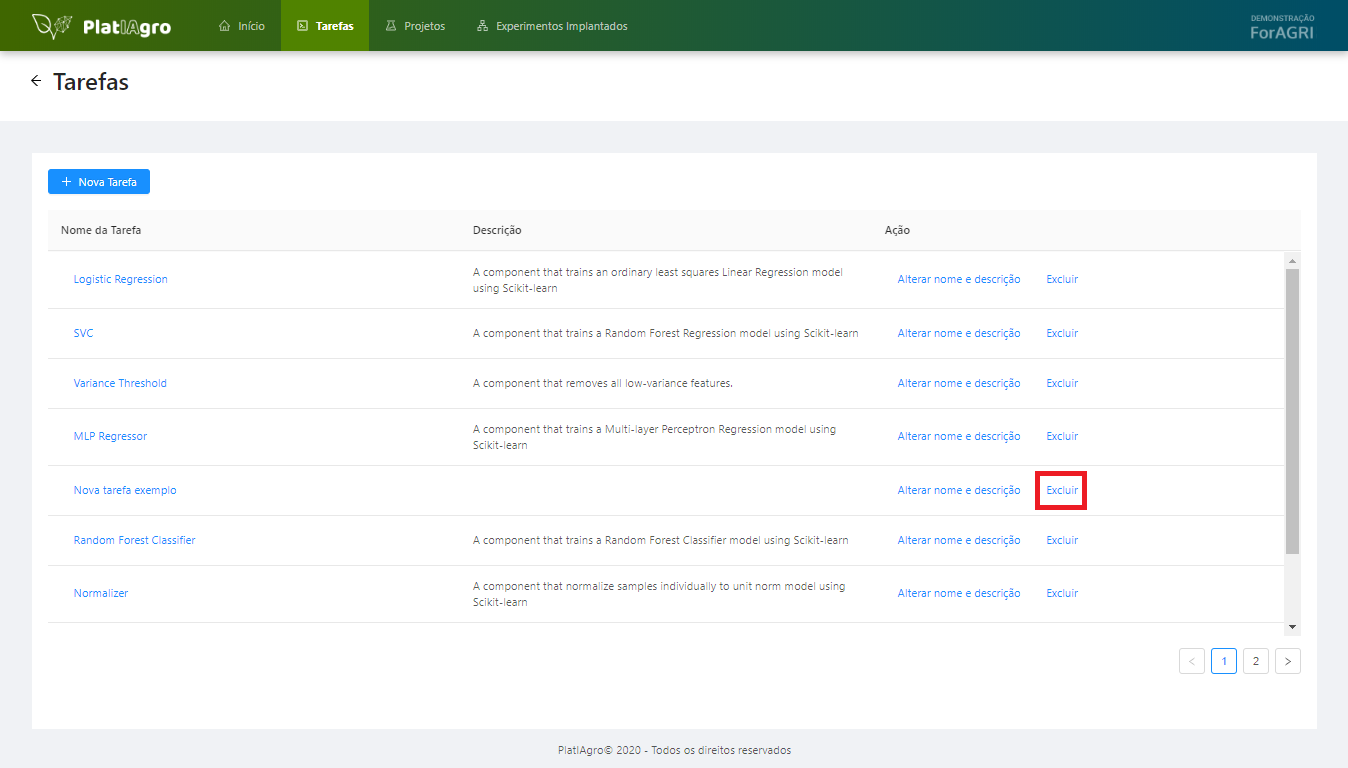 PlatIAgro
Início
Tarefas
Projetos
Experimentos Implantados
DEMONSTRAÇÃO
ForAGRI
Tarefas
Nova Tarefa
Nome da Tarefa
Descrição
Ação
Logistic Regression
A component that trains an ordinary least squares Linear Regression model
using Scikit-learn
Alterar nome e descrição
Excluir
SVC
A component that trains a Random Forest Regression model using Scikit-learn
Alterar nome e descrição
Excluir
Variance Threshold
A component that removes all low-variance features.
Alterar nome e descrição
Excluir
MLP Regressor
A component that trains a Multi-layer Perceptron Regression model using
Scikit-learn
Alterar nome e descrição
Excluir
Nova tarefa exemplo
Alterar nome e descrição
Excluir
Random Forest Classifier
A component that trains a Random Forest Classifier model using Scikit-learn
Alterar nome e descrição
Excluir
Normalizer
A component that normalize samples individually to unit norm model using
Scikit-learn
Alterar nome e descrição
Excluir
< 1 2 >
PlatIAgro© 2020 - Todos os direitos reservados